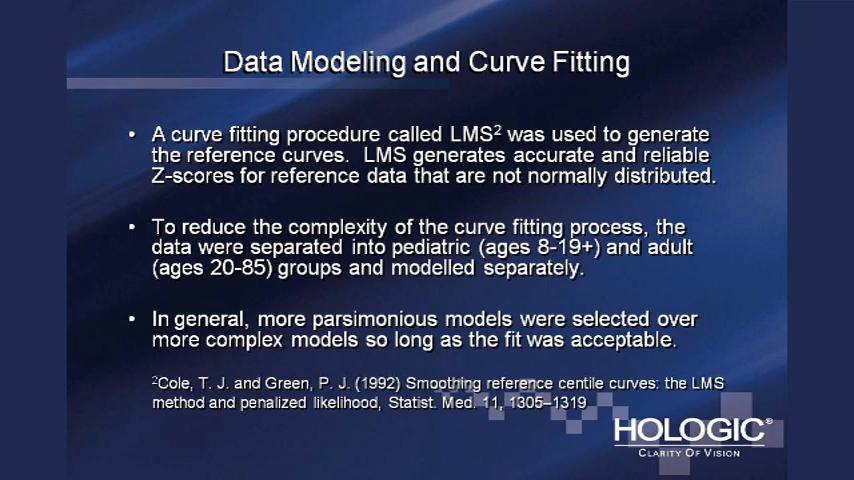 Data Modeling and Curve Fitting
• A curve fitting procedure called LMS² was used to generate
the reference curves. LMS generates accurate and reliable
Z-scores for reference data that are not normally distributed.
• To reduce the complexity of the curve fitting process, the
data were separated into pediatric (ages 8-19+) and adult
(ages 20-85) groups and modelled separately.
• In general, more parsimonious models were selected over
more complex models so long as the fit was acceptable.
²Cole, T. J. and Green, P. J. (1992) Smoothing reference centile curves: the LMS
method and penalized likelihood, Statist. Med. 11, 1305–1319
HOLOGIC®
CLARITY OF VISION